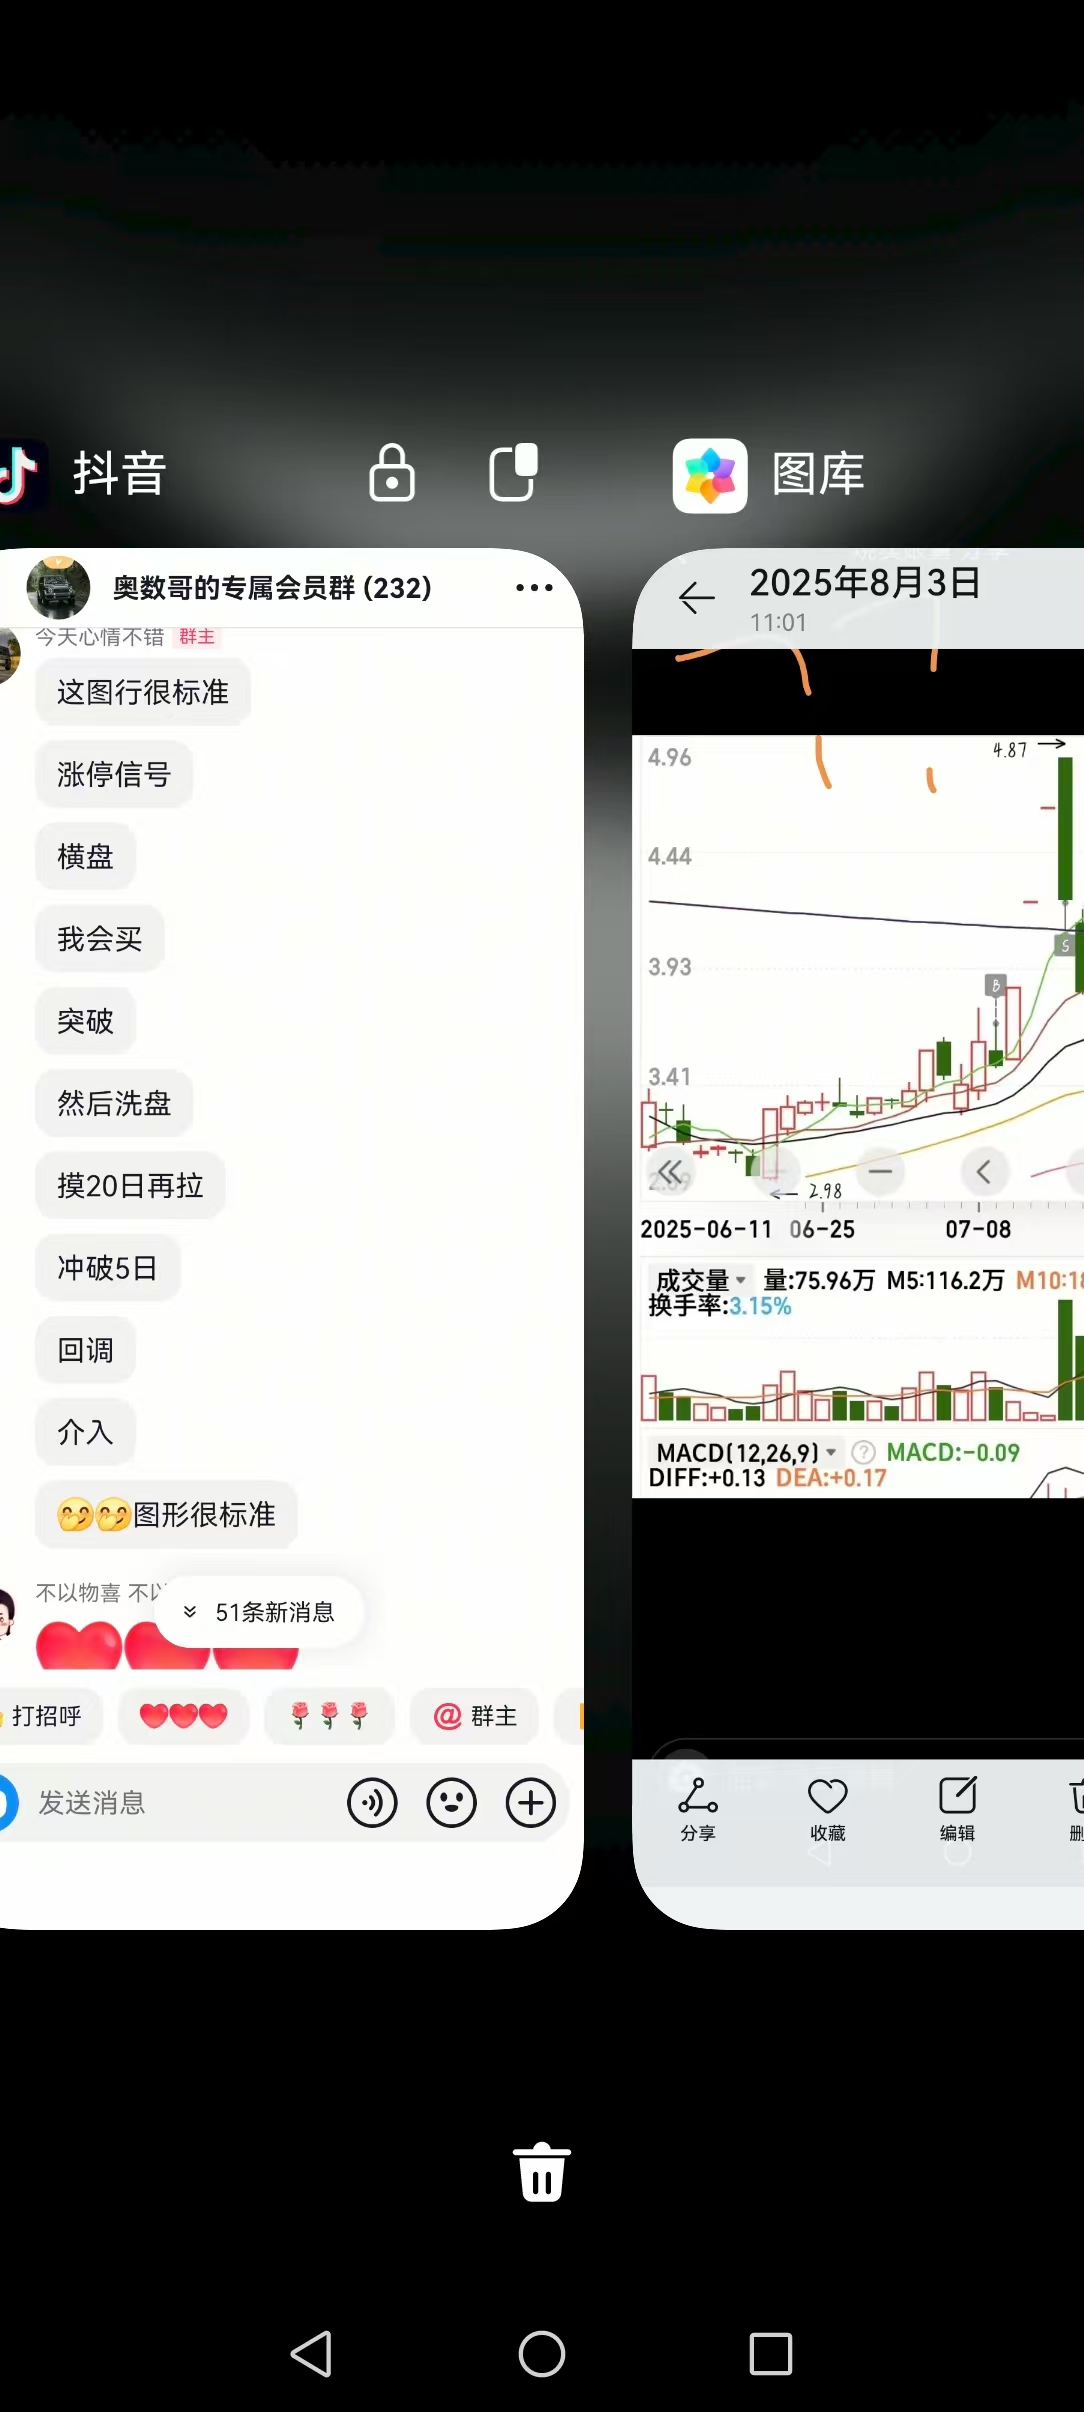 抖音
图库
奥数哥的专属会员群 (232)
今天心情不错 群主
这图行很标准
涨停信号
横盘
我会买
突破
然后洗盘
摸20日再拉
冲破5日
回调
介入
图形很标准
不以物喜
51条新消息
打招呼
@ 群主
发送消息
2025年8月3日
11:01
4.96
4.87
4.44
3.93
S
B
3.41
2.98
2025-06-11 06-25 07-08
成交量 量:75.96万 M5:116.2万 M10:18
换手率:3.15%
MACD(12,26,9) ? MACD:-0.09
DIFF:+0.13 DEA:+0.17
分享 收藏 编辑